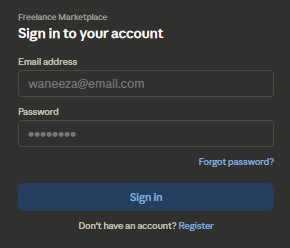 Freelance Marketplace
Sign in to your account
Email address
waneeza@email.com
Password
●●●●●●●●
Forgot password?
Sign In
Don't have an account? Register